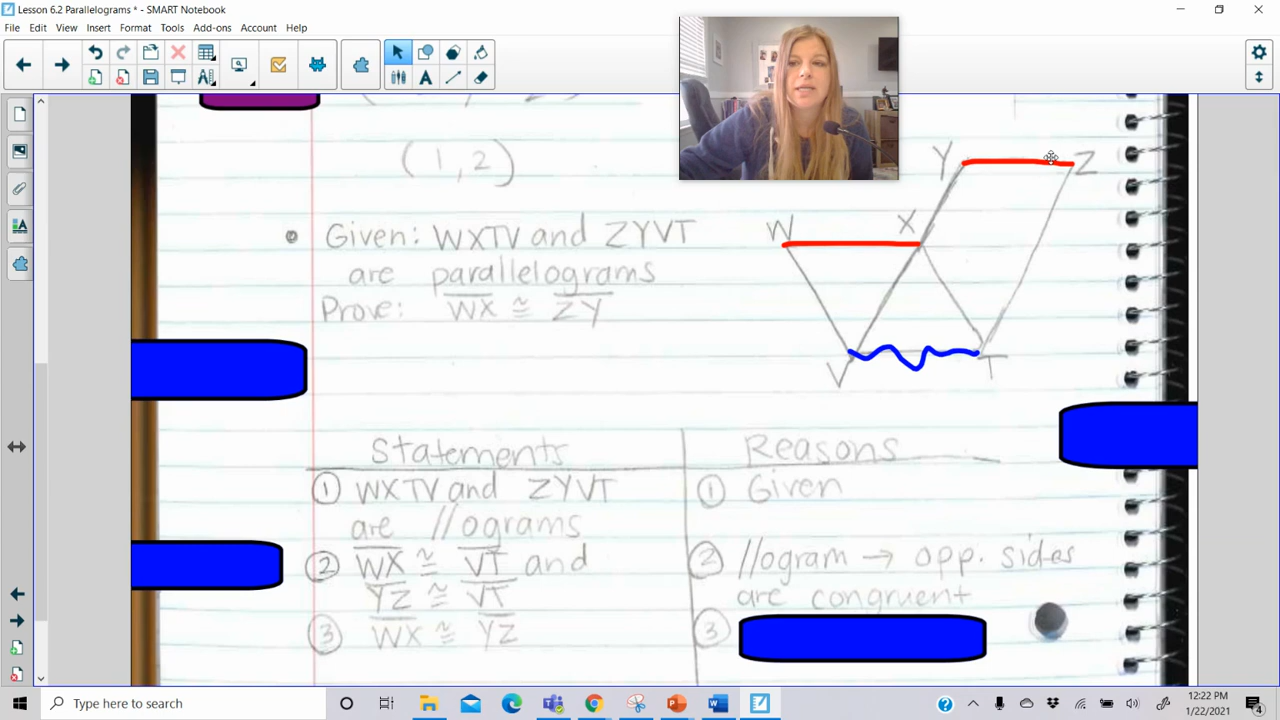 Lesson 6.2 Parallelograms * - SMART Notebook
File Edit View Insert Format Tools Add-ons Account Help
(1,2)
Given: WXTV and ZYVT
are parallelograms
Prove: WX ≅ ZY
Y Z
W X
V T
Statements Reasons
① WXTV and ZYVT ① Given
are //ograms
② WX ≅ VT and ② //ogram → opp. sides
YZ ≅ VT are congruent
③ WX ≅ YZ ③
Type here to search
12:22 PM
1/22/2021
4